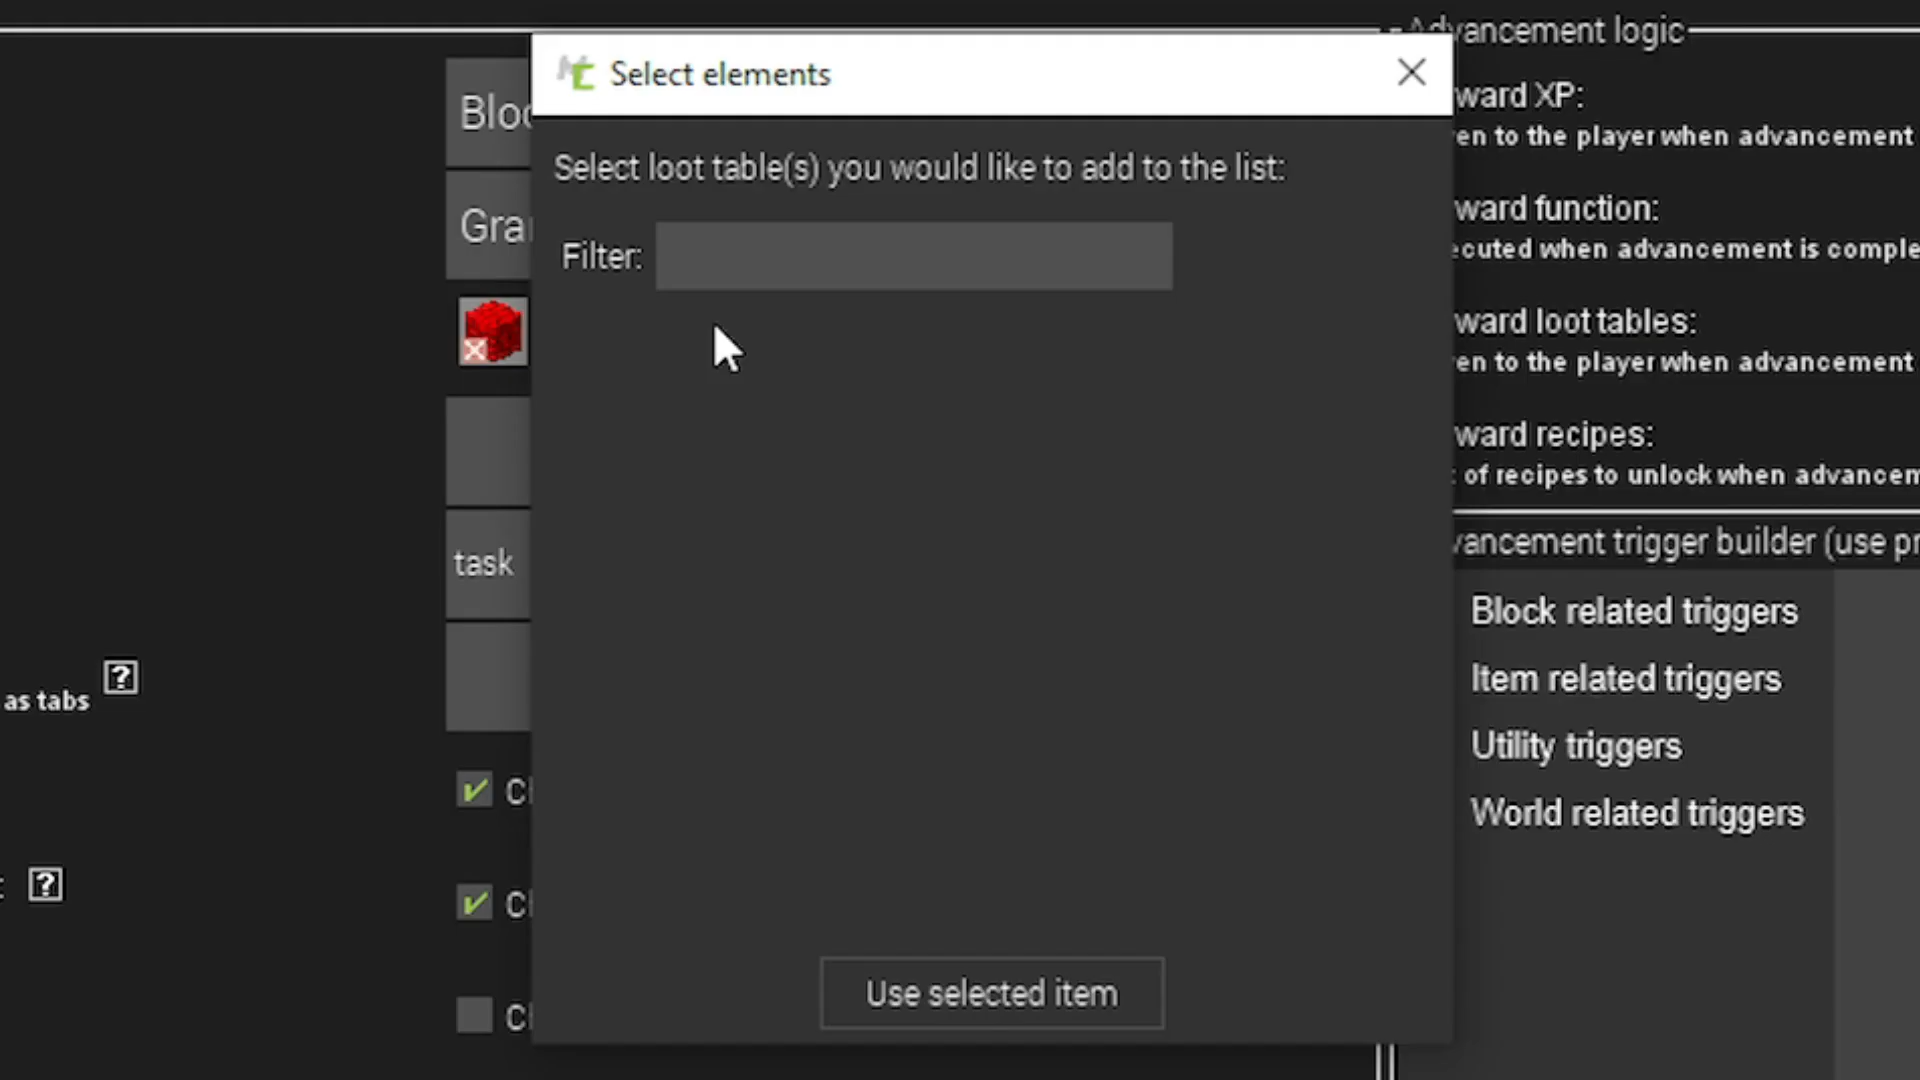 Advancement logic
Select elements
Select loot table(s) you would like to add to the list:
Filter:
Use selected item
Bloc
Gra
task
as tabs
?
:
?
C
C
C
ward XP:
en to the player when advancement
ward function:
ecuted when advancement is comple
ward loot tables:
en to the player when advancement
ward recipes:
of recipes to unlock when advancem
vancement trigger builder (use pr
Block related triggers
Item related triggers
Utility triggers
World related triggers